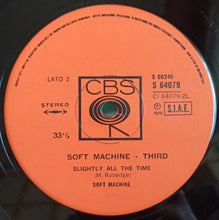 LATO 2
CBS
S 66246
S 64079
CI 64079-2L
STEREO
℗ 1970
S.I.A.E.
33⅓
SOFT MACHINE - THIRD
SLIGHTLY ALL THE TIME
(M. Ratledge)
SOFT MACHINE